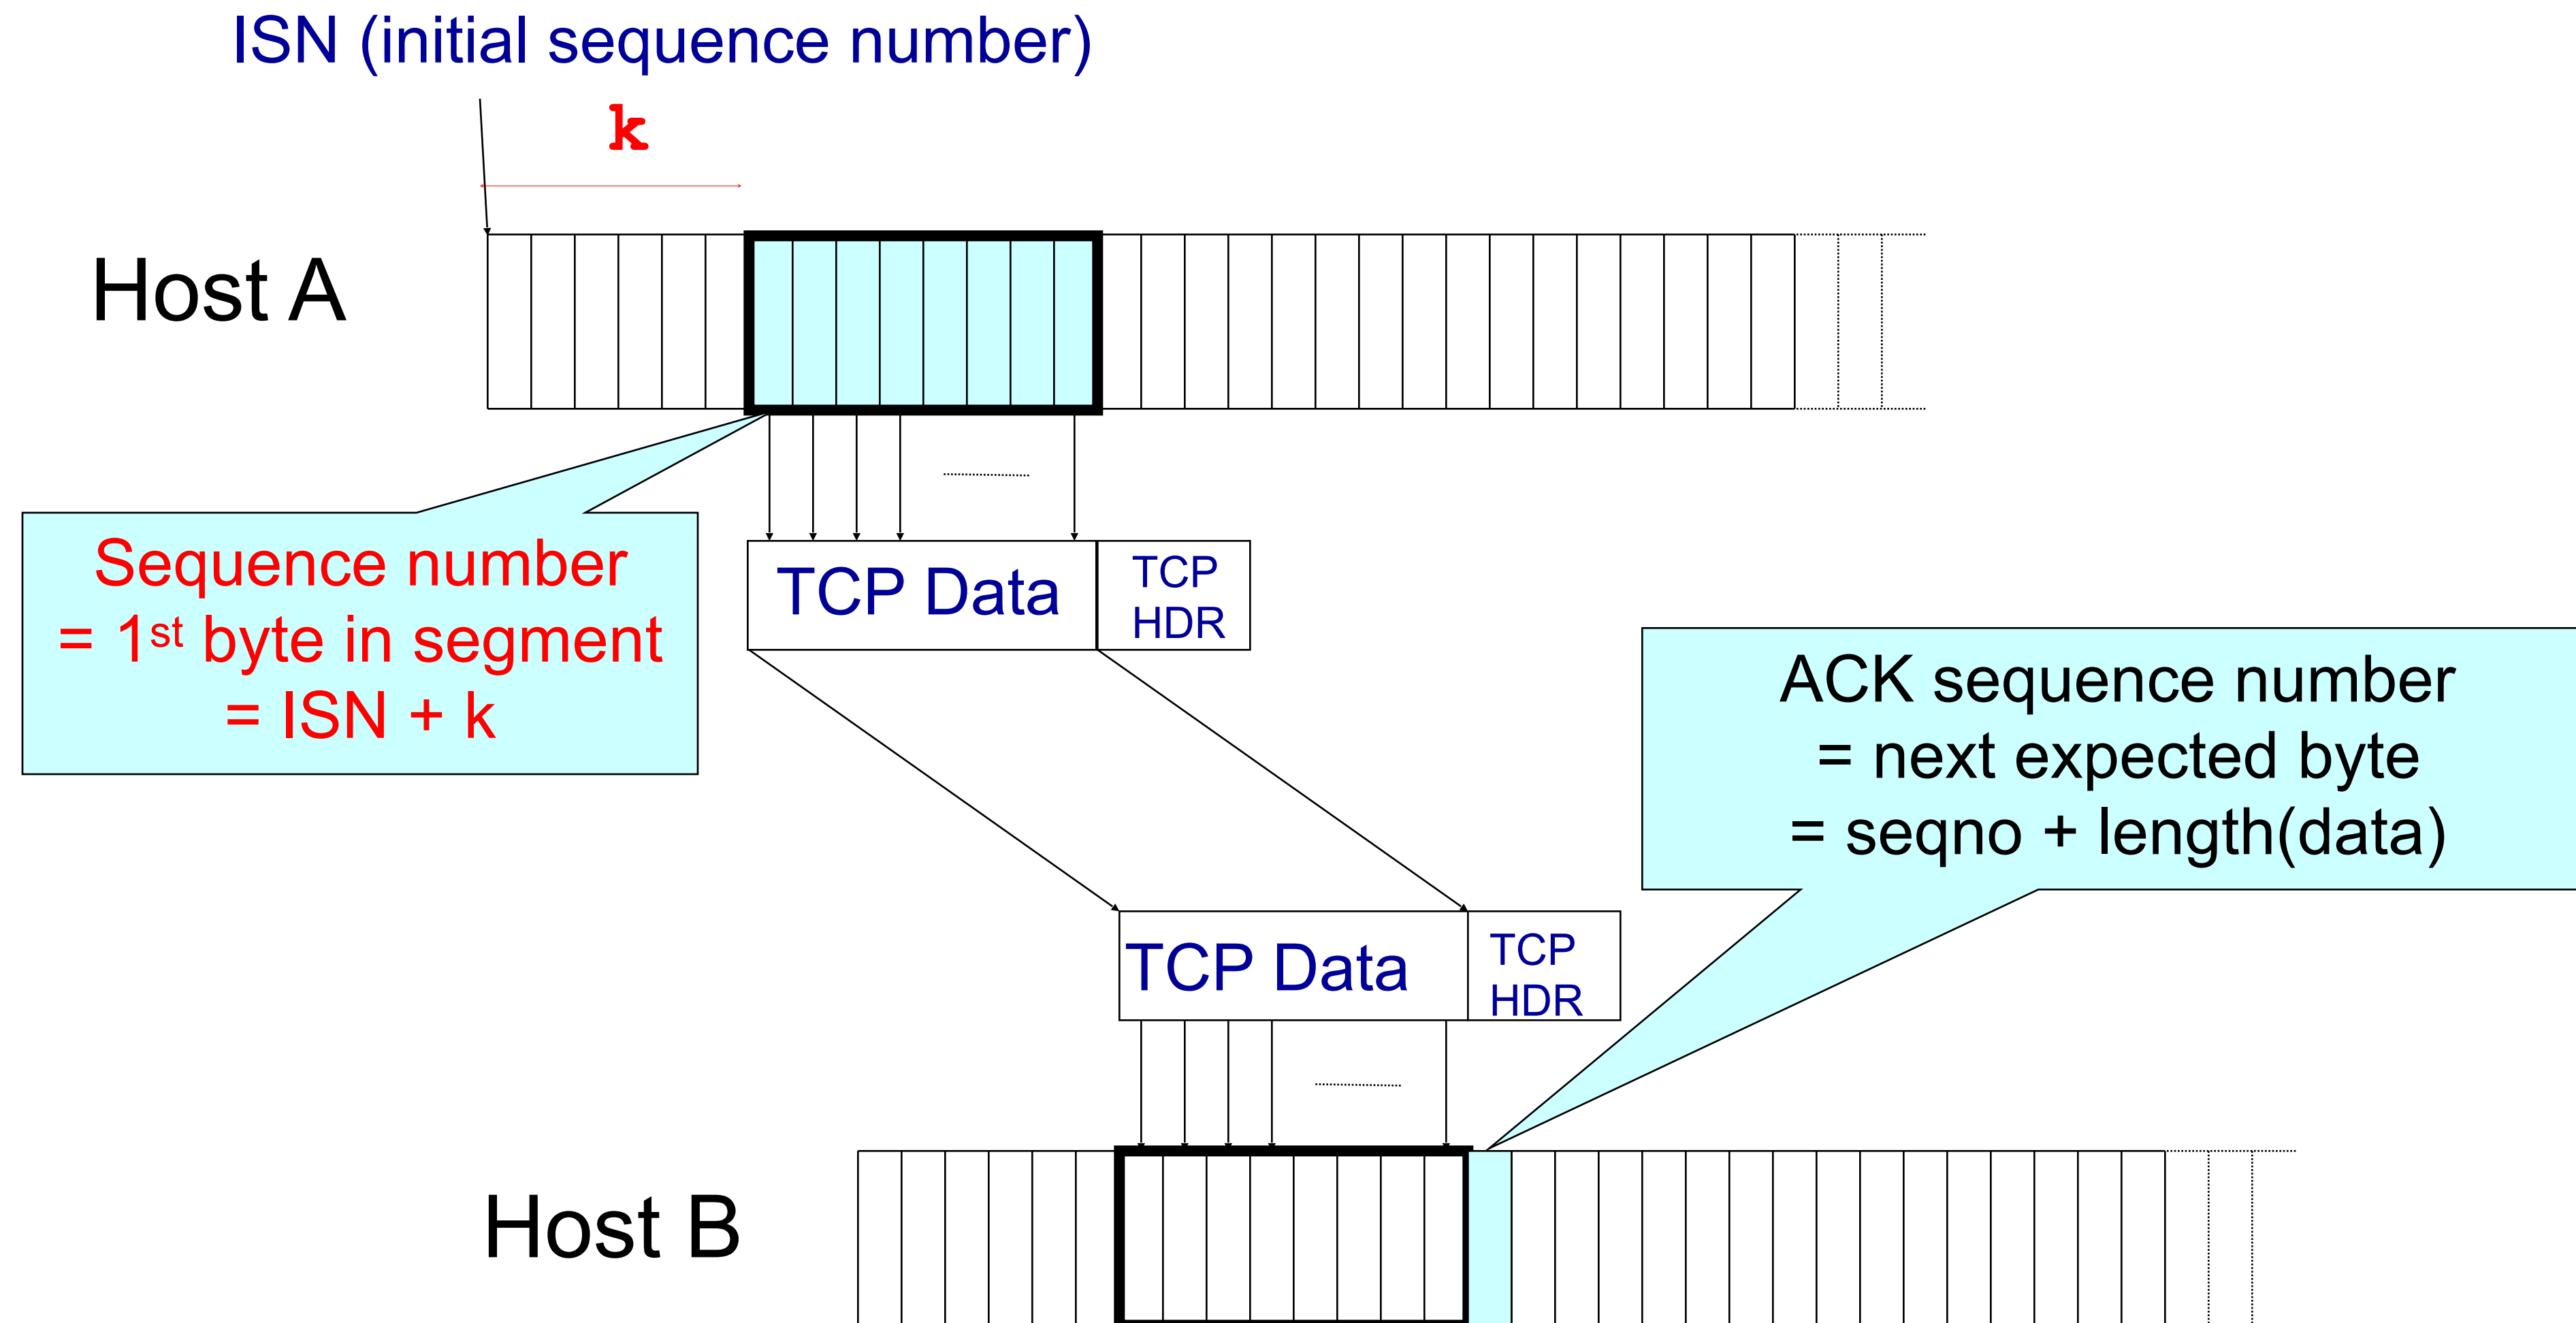 ISN (initial sequence number)
k
Host A
Sequence number
= 1st byte in segment
= ISN + k
TCP Data
TCP
HDR
ACK sequence number
= next expected byte
= seqno + length(data)
TCP Data
TCP
HDR
Host B